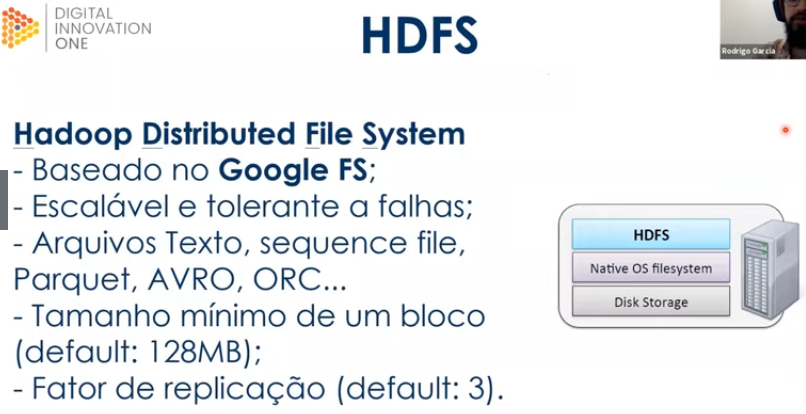 DIGITAL
INNOVATION
ONE
HDFS
Rodrigo Garcia
Hadoop Distributed File System
- Baseado no Google FS;
- Escalável e tolerante a falhas;
- Arquivos Texto, sequence file,
Parquet, AVRO, ORC...
- Tamanho mínimo de um bloco
(default: 128MB);
- Fator de replicação (default: 3).
HDFS
Native OS filesystem
Disk Storage